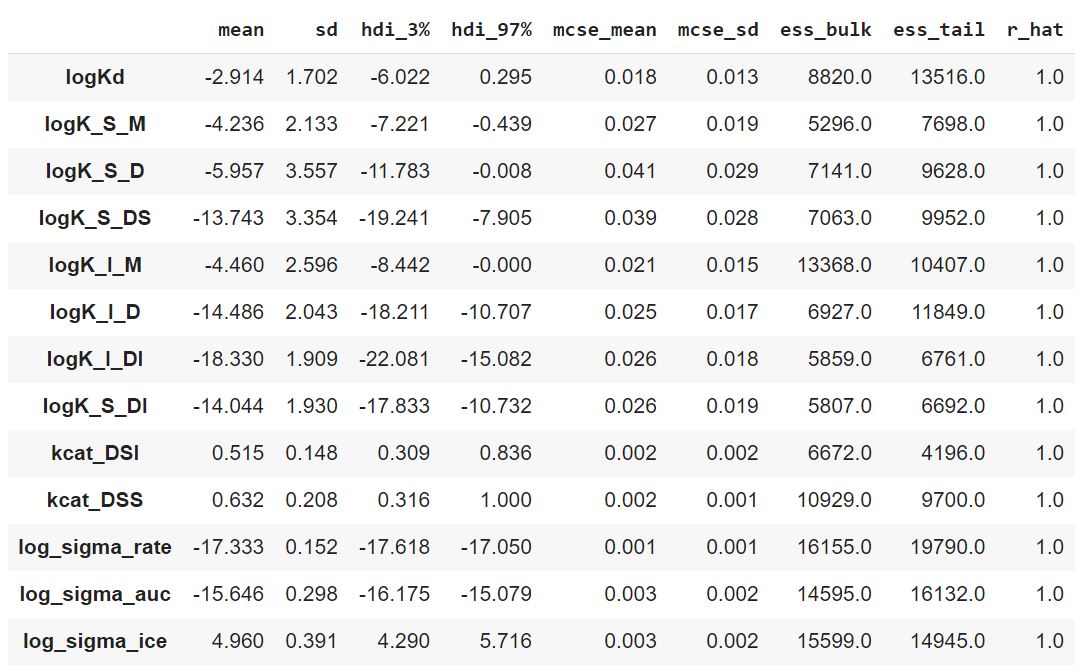 mean sd hdi_3% hdi_97% mcse_mean mcse_sd ess_bulk ess_tail r_hat
logKd -2.914 1.702 -6.022 0.295 0.018 0.013 8820.0 13516.0 1.0
logK_S_M -4.236 2.133 -7.221 -0.439 0.027 0.019 5296.0 7698.0 1.0
logK_S_D -5.957 3.557 -11.783 -0.008 0.041 0.029 7141.0 9628.0 1.0
logK_S_DS -13.743 3.354 -19.241 -7.905 0.039 0.028 7063.0 9952.0 1.0
logK_I_M -4.460 2.596 -8.442 -0.000 0.021 0.015 13368.0 10407.0 1.0
logK_I_D -14.486 2.043 -18.211 -10.707 0.025 0.017 6927.0 11849.0 1.0
logK_I_DI -18.330 1.909 -22.081 -15.082 0.026 0.018 5859.0 6761.0 1.0
logK_S_DI -14.044 1.930 -17.833 -10.732 0.026 0.019 5807.0 6692.0 1.0
kcat_DSI 0.515 0.148 0.309 0.836 0.002 0.002 6672.0 4196.0 1.0
kcat_DSS 0.632 0.208 0.316 1.000 0.002 0.001 10929.0 9700.0 1.0
log_sigma_rate -17.333 0.152 -17.618 -17.050 0.001 0.001 16155.0 19790.0 1.0
log_sigma_auc -15.646 0.298 -16.175 -15.079 0.003 0.002 14595.0 16132.0 1.0
log_sigma_ice 4.960 0.391 4.290 5.716 0.003 0.002 15599.0 14945.0 1.0